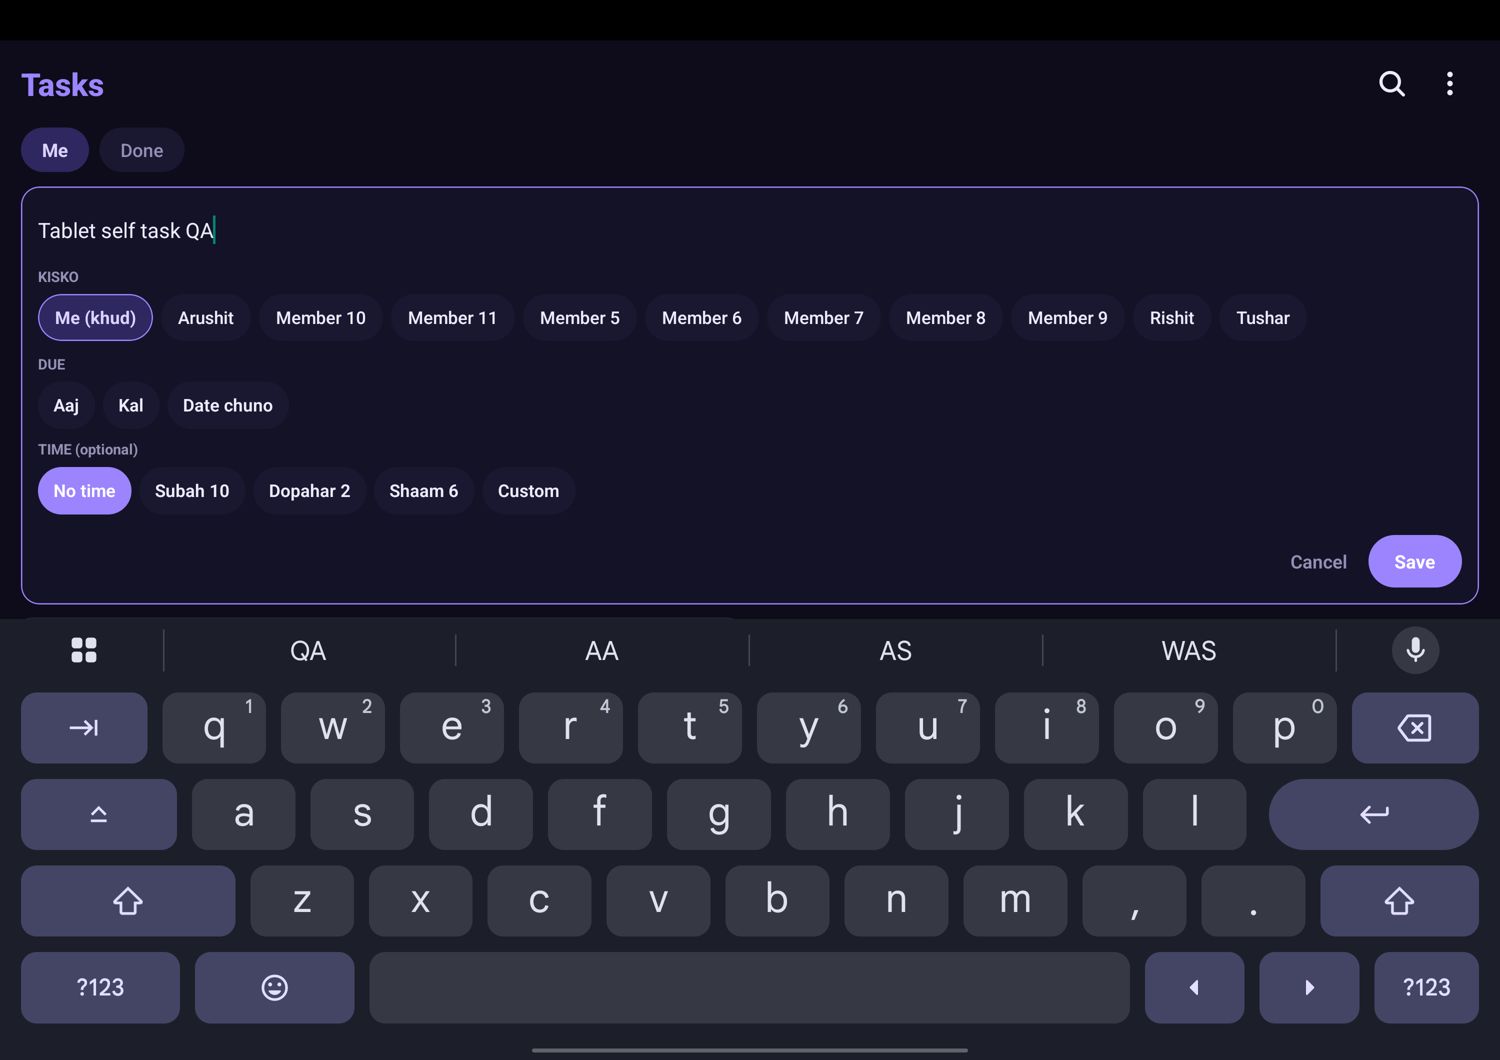 Tasks
Me Done
Tablet self task QA
KISKO
Me (khud) Arushit Member 10 Member 11 Member 5 Member 6 Member 7 Member 8 Member 9 Rishit Tushar
DUE
Aaj Kal Date chuno
TIME (optional)
No time Subah 10 Dopahar 2 Shaam 6 Custom
Cancel Save
QA AA AS WAS
q 1 w 2 e 3 r 4 t 5 y 6 u 7 i 8 o 9 p 0
a s d f g h j k l
z x c v b n m , .
?123 ?123